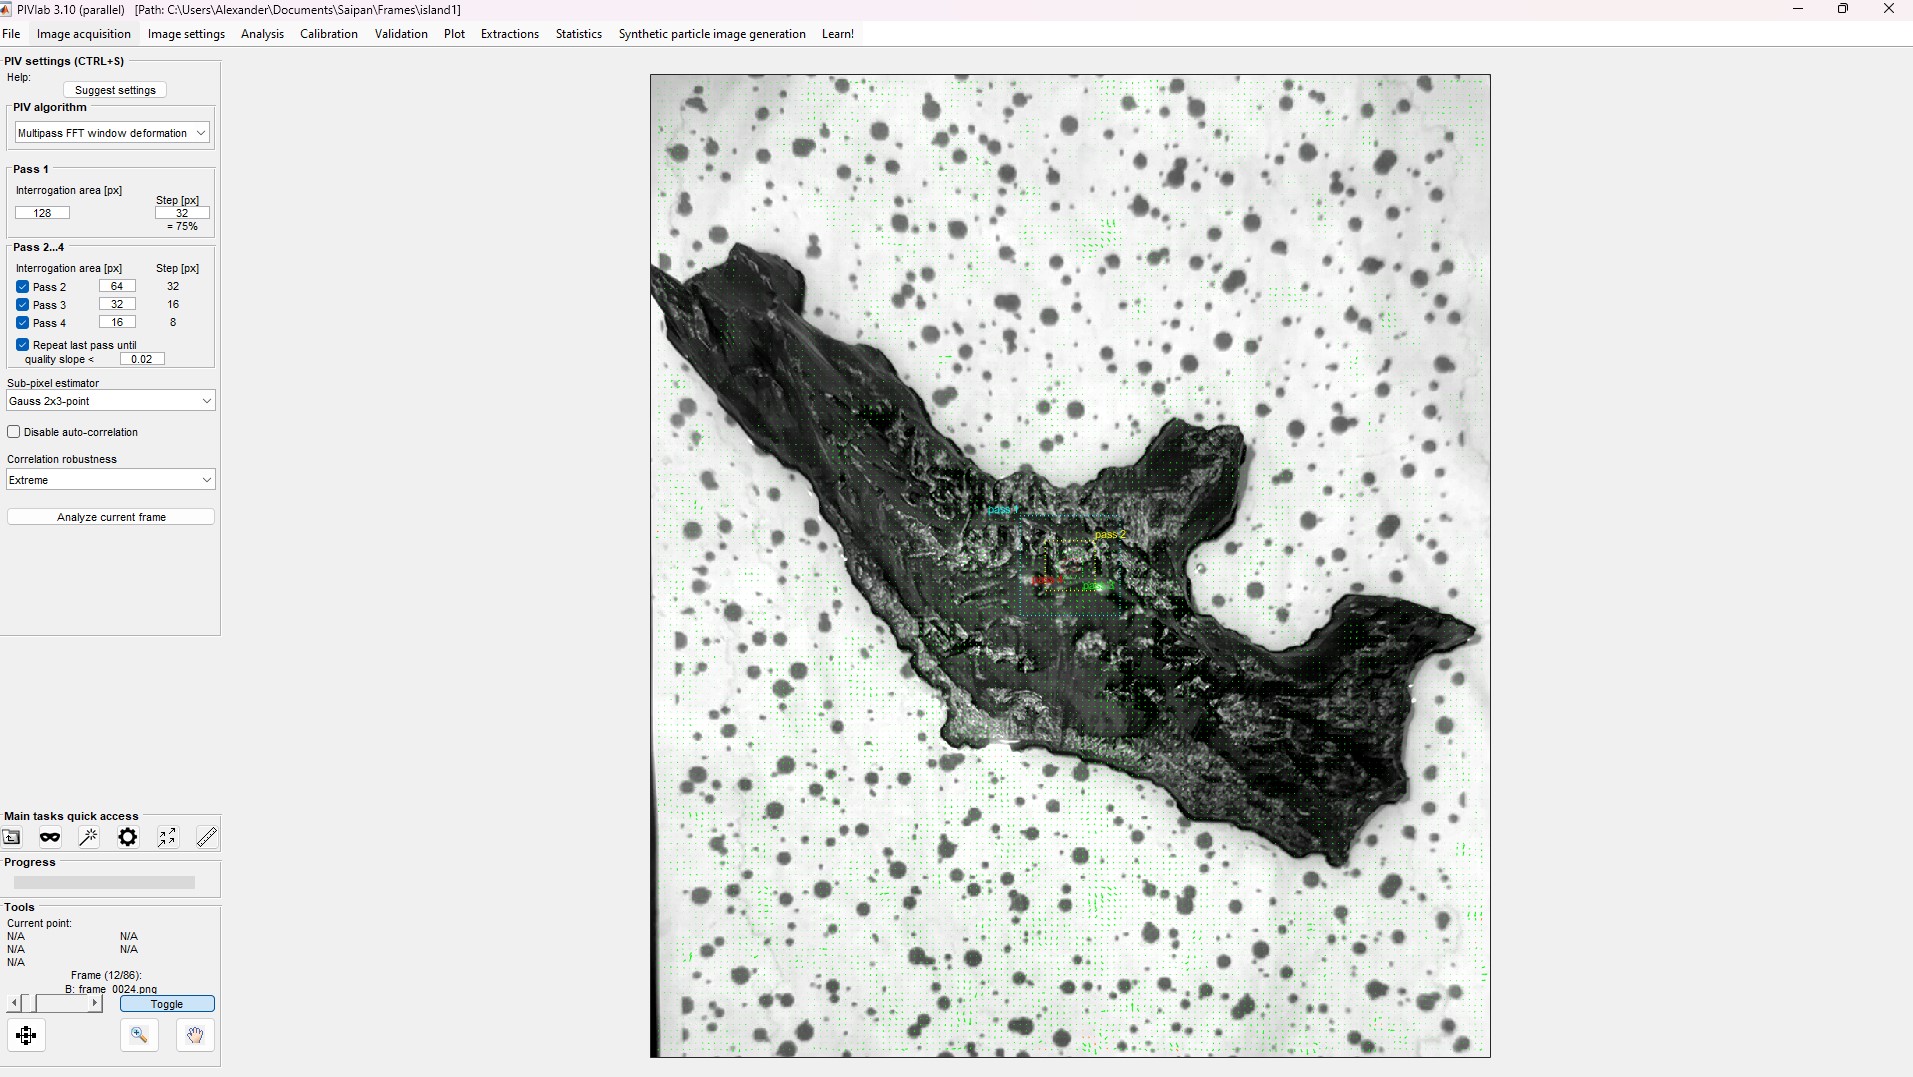 PIVlab 3.10 (parallel) [Path: C:\Users\Alexander\Documents\Saipan\Frames\island1]
File Image acquisition Image settings Analysis Calibration Validation Plot Extractions Statistics Synthetic particle image generation Learn!
PIV settings (CTRL+S)
Help:
Suggest settings
PIV algorithm
Multipass FFT window deformation
Pass 1
Interrogation area [px]
Step [px]
128 32
= 75%
Pass 2...4
Interrogation area [px] Step [px]
Pass 2 64 32
Pass 3 32 16
Pass 4 16 8
Repeat last pass until
quality slope < 0.02
Sub-pixel estimator
Gauss 2x3-point
Disable auto-correlation
Correlation robustness
Extreme
Analyze current frame
pass 1
pass 2
Main tasks quick access
Progress
Tools
Current point:
N/A N/A
N/A N/A
N/A
Frame (12/86):
B: frame_0024.png
Toggle